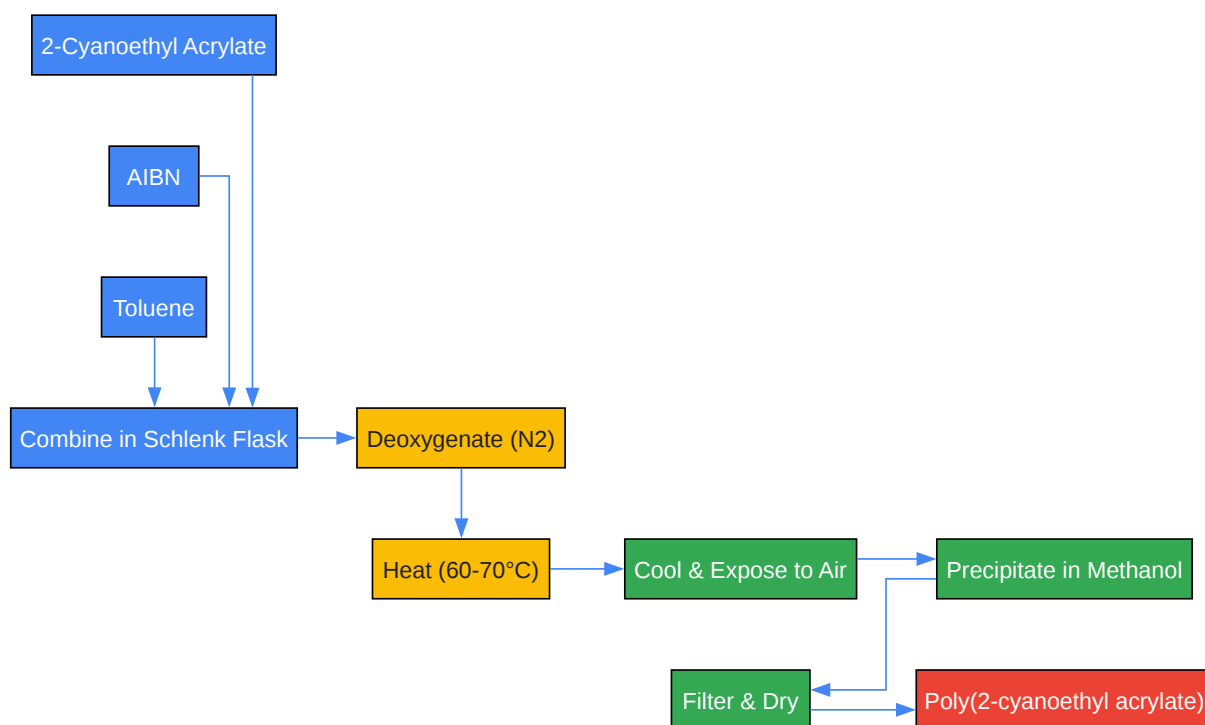 2-Cyanoethyl Acrylate
AIBN
Toluene
Combine in Schlenk Flask
Deoxygenate (N2)
Heat (60-70°C)
Cool & Expose to Air
Precipitate in Methanol
Filter & Dry
Poly(2-cyanoethyl acrylate)